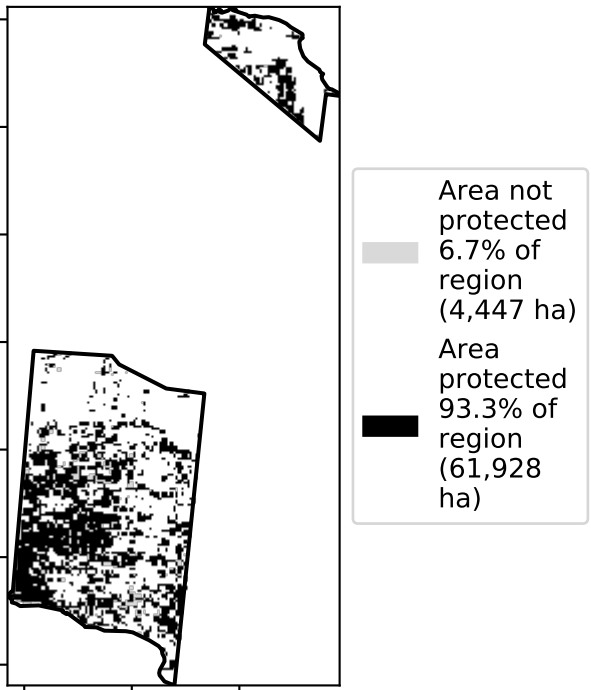 Area not
protected
6.7% of
region
(4,447 ha)
Area
protected
93.3% of
region
(61,928
ha)